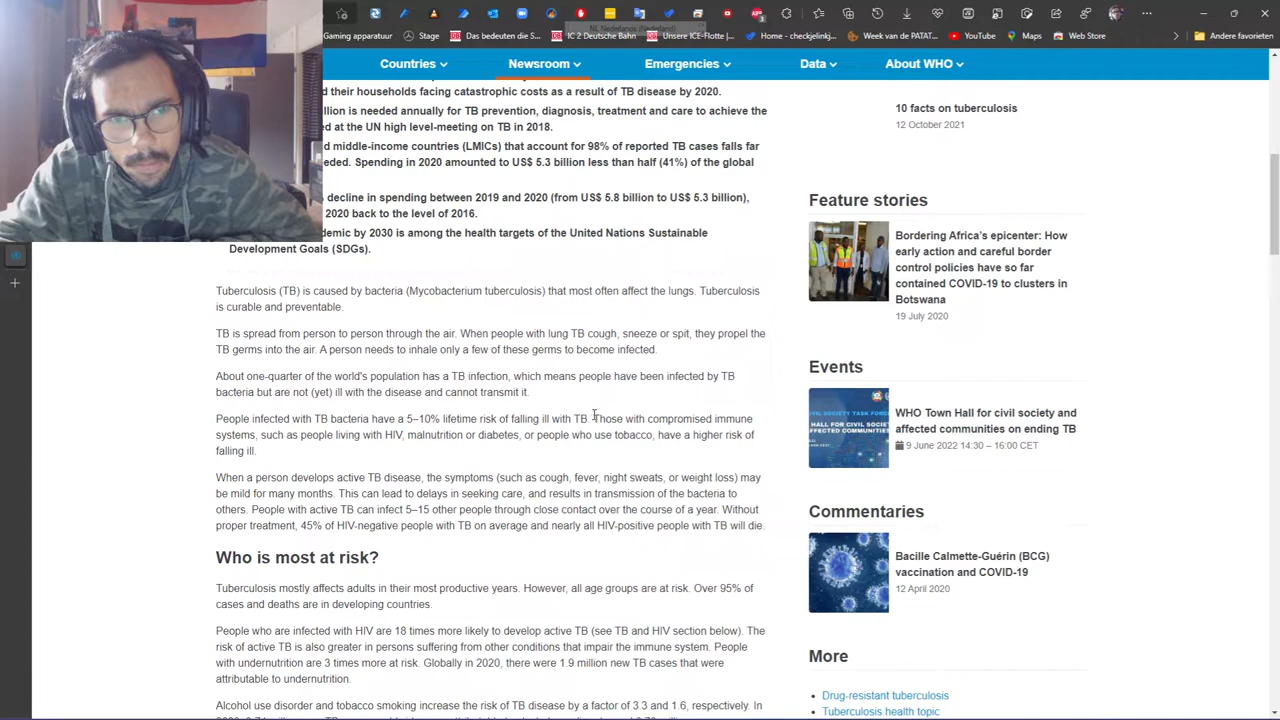 NL Nederlands (Nederland)
Gaming apparatuur
Stage
Das bedeuten die S...
IC 2 Deutsche Bahn
Unsere ICE-Flotte |...
Home - checkjelinkj...
Week van de PATAT...
YouTube
Maps
Web Store
Andere favorieten
Countries
Newsroom
Emergencies
Data
About WHO
d their households facing catastrophic costs as a result of TB disease by 2020.
illion is needed annually for TB prevention, diagnosis, treatment and care to achieve the
ed at the UN high level-meeting on TB in 2018.
d middle-income countries (LMICs) that account for 98% of reported TB cases falls far
eeded. Spending in 2020 amounted to US$ 5.3 billion less than half (41%) of the global
decline in spending between 2019 and 2020 (from US$ 5.8 billion to US$ 5.3 billion),
2020 back to the level of 2016.
demic by 2030 is among the health targets of the United Nations Sustainable
Development Goals (SDGs).
Tuberculosis (TB) is caused by bacteria (Mycobacterium tuberculosis) that most often affect the lungs. Tuberculosis
is curable and preventable.
TB is spread from person to person through the air. When people with lung TB cough, sneeze or spit, they propel the
TB germs into the air. A person needs to inhale only a few of these germs to become infected.
About one-quarter of the world's population has a TB infection, which means people have been infected by TB
bacteria but are not (yet) ill with the disease and cannot transmit it.
People infected with TB bacteria have a 5–10% lifetime risk of falling ill with TB. Those with compromised immune
systems, such as people living with HIV, malnutrition or diabetes, or people who use tobacco, have a higher risk of
falling ill.
When a person develops active TB disease, the symptoms (such as cough, fever, night sweats, or weight loss) may
be mild for many months. This can lead to delays in seeking care, and results in transmission of the bacteria to
others. People with active TB can infect 5–15 other people through close contact over the course of a year. Without
proper treatment, 45% of HIV-negative people with TB on average and nearly all HIV-positive people with TB will die.
Who is most at risk?
Tuberculosis mostly affects adults in their most productive years. However, all age groups are at risk. Over 95% of
cases and deaths are in developing countries.
People who are infected with HIV are 18 times more likely to develop active TB (see TB and HIV section below). The
risk of active TB is also greater in persons suffering from other conditions that impair the immune system. People
with undernutrition are 3 times more at risk. Globally in 2020, there were 1.9 million new TB cases that were
attributable to undernutrition.
Alcohol use disorder and tobacco smoking increase the risk of TB disease by a factor of 3.3 and 1.6, respectively. In
10 facts on tuberculosis
12 October 2021
Feature stories
Bordering Africa's epicenter: How
early action and careful border
control policies have so far
contained COVID-19 to clusters in
Botswana
19 July 2020
Events
CIVIL SOCIETY TASK FORC
HALL FOR CIVIL SOCIET
AFFECTED COMMUNITIES
WHO Town Hall for civil society and
affected communities on ending TB
9 June 2022 14:30 – 16:00 CET
Commentaries
Bacille Calmette-Guérin (BCG)
vaccination and COVID-19
12 April 2020
More
Drug-resistant tuberculosis
Tuberculosis health topic